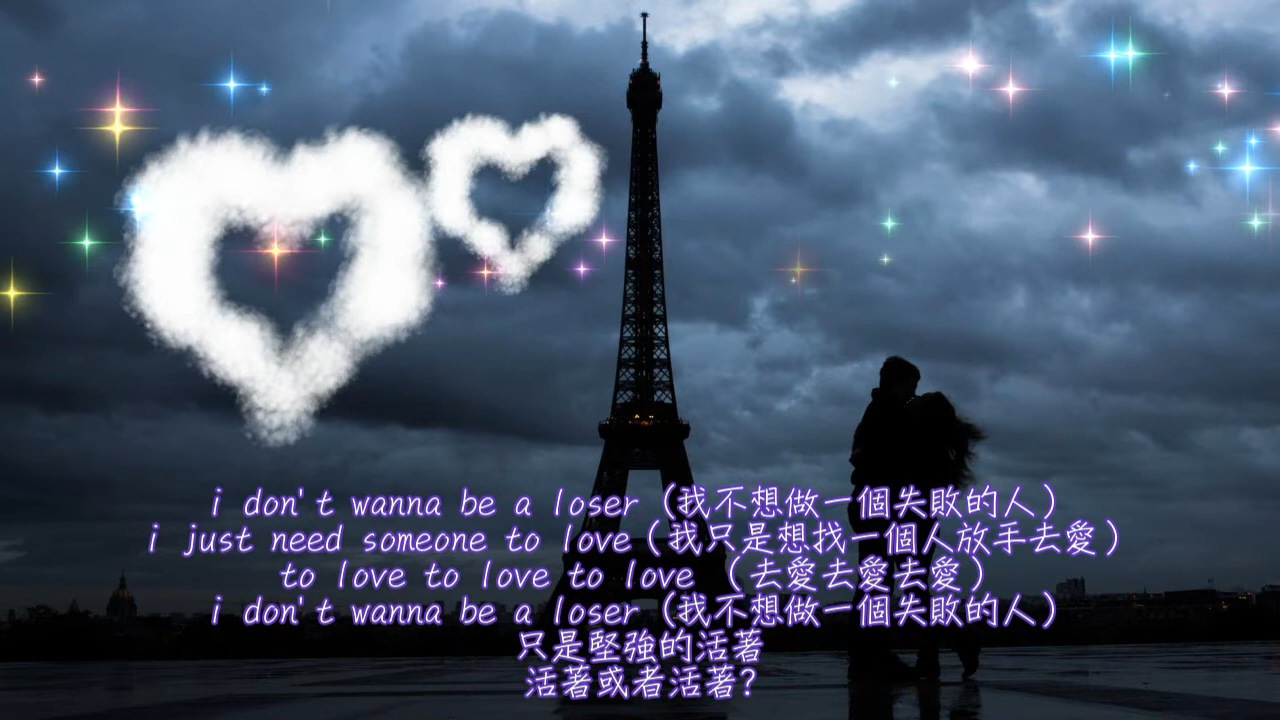 i don't wanna be a loser (我不想做一個失敗的人)
i just need someone to love (我只是想找一個人放手去愛)
to love to love to love (去愛去愛去愛)
i don't wanna be a loser (我不想做一個失敗的人)
只是堅強的活著
活著或者活著?